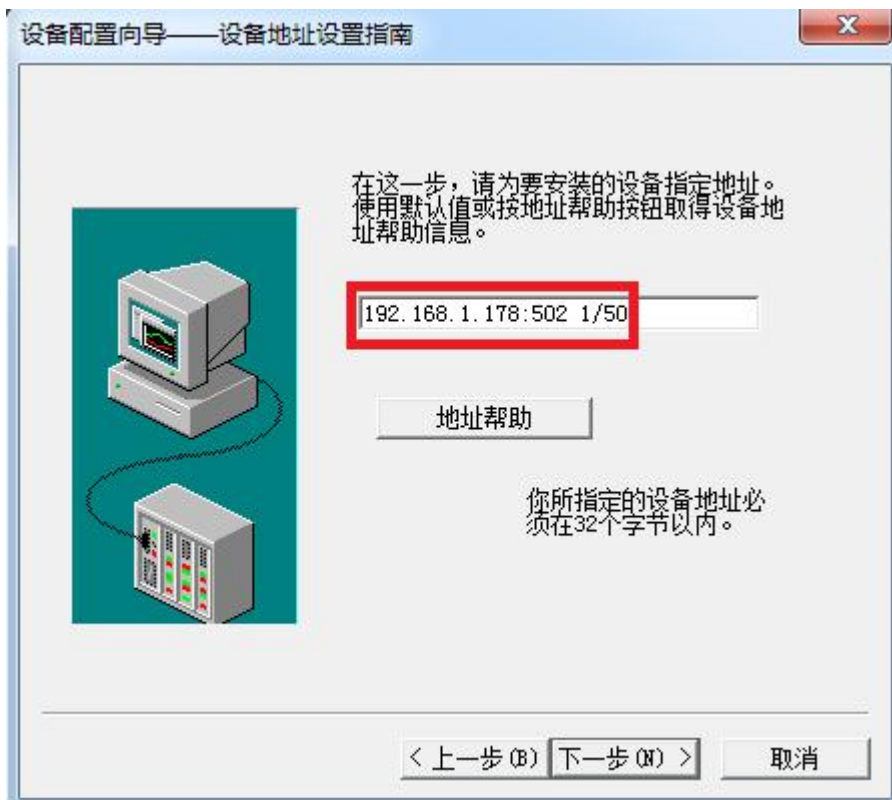 设备配置向导——设备地址设置指南
在这一步，请为要安装的设备指定地址。
使用默认值或按地址帮助按钮取得设备地
址帮助信息。
192.168.1.178:502 1/50
地址帮助
你所指定的设备地址必
须在32个字节以内。
< 上一步(B) 下一步(N) > 取消